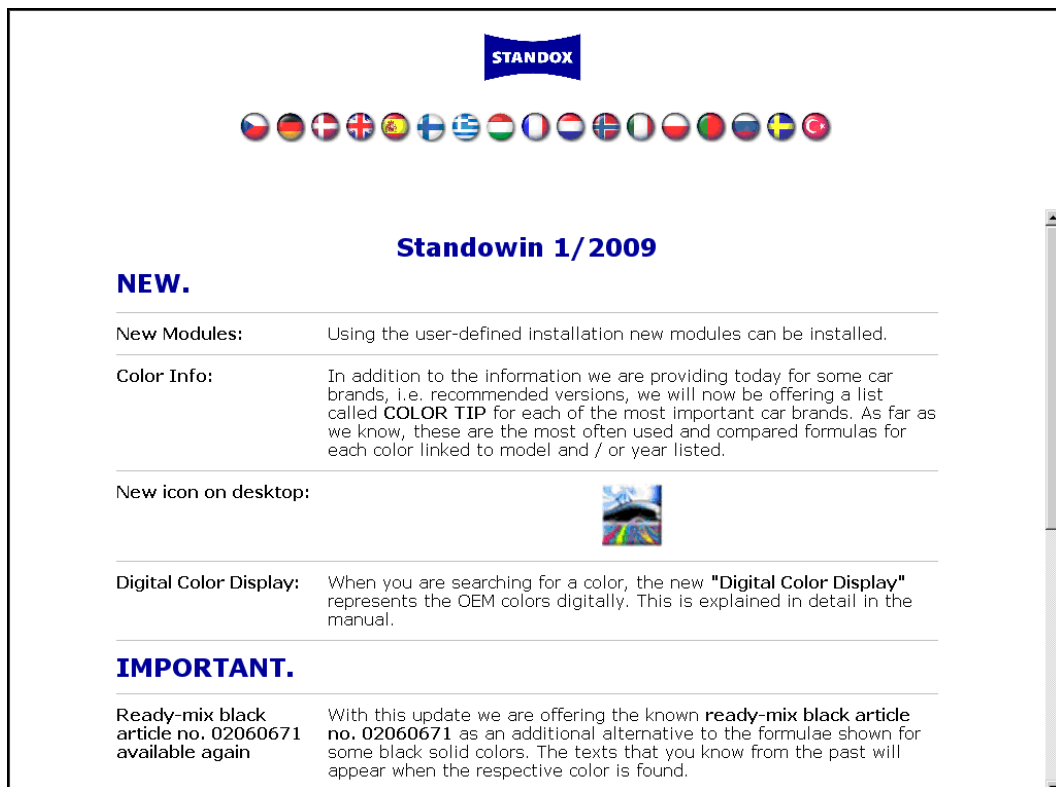 STANDOX
Standowin 1/2009
NEW.
New Modules:
Using the user-defined installation new modules can be installed.
Color Info:
In addition to the information we are providing today for some car
brands, i.e. recommended versions, we will now be offering a list
called COLOR TIP for each of the most important car brands. As far as
we know, these are the most often used and compared formulas for
each color linked to model and / or year listed.
New icon on desktop:
Digital Color Display:
When you are searching for a color, the new "Digital Color Display"
represents the OEM colors digitally. This is explained in detail in the
manual.
IMPORTANT.
Ready-mix black
article no. 02060671
available again
With this update we are offering the known ready-mix black article
no. 02060671 as an additional alternative to the formulae shown for
some black solid colors. The texts that you know from the past will
appear when the respective color is found.